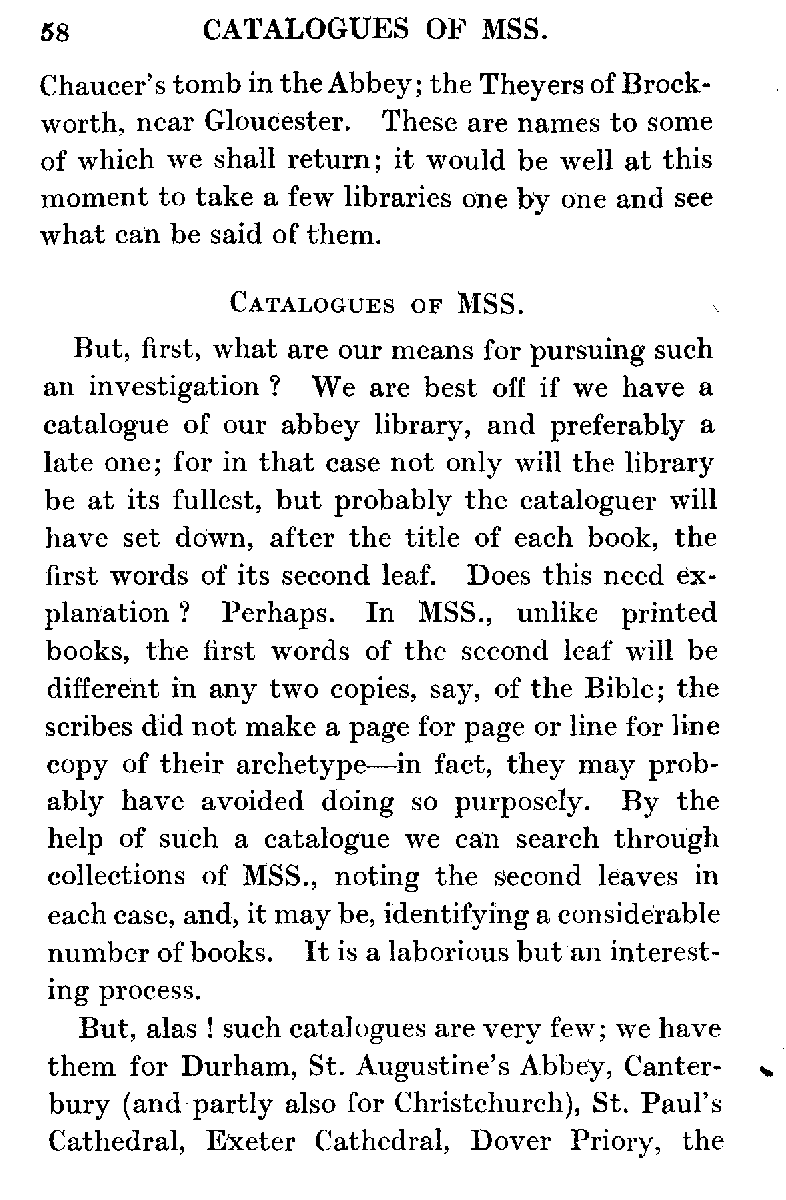 58 CATALOGUES OF MSS.
Chaucer's tomb in the Abbey; the Theyers of Brock-
worth, near Gloucester. These are names to some
of which we shall return; it would be well at this
moment to take a few libraries one by one and see
what can be said of them.
CATALOGUES OF MSS.
But, first, what are our means for pursuing such
an investigation ? We are best off if we have a
catalogue of our abbey library, and preferably a
late one; for in that case not only will the library
be at its fullest, but probably the cataloguer will
have set down, after the title of each book, the
first words of its second leaf. Does this need ex-
planation ? Perhaps. In MSS., unlike printed
books, the first words of the second leaf will be
different in any two copies, say, of the Bible; the
scribes did not make a page for page or line for line
copy of their archetype—in fact, they may prob-
ably have avoided doing so purposely. By the
help of such a catalogue we can search through
collections of MSS., noting the second leaves in
each case, and, it may be, identifying a considerable
number of books. It is a laborious but an interest-
ing process.
But, alas ! such catalogues are very few; we have
them for Durham, St. Augustine's Abbey, Canter-
bury (and partly also for Christchurch), St. Paul's
Cathedral, Exeter Cathedral, Dover Priory, the